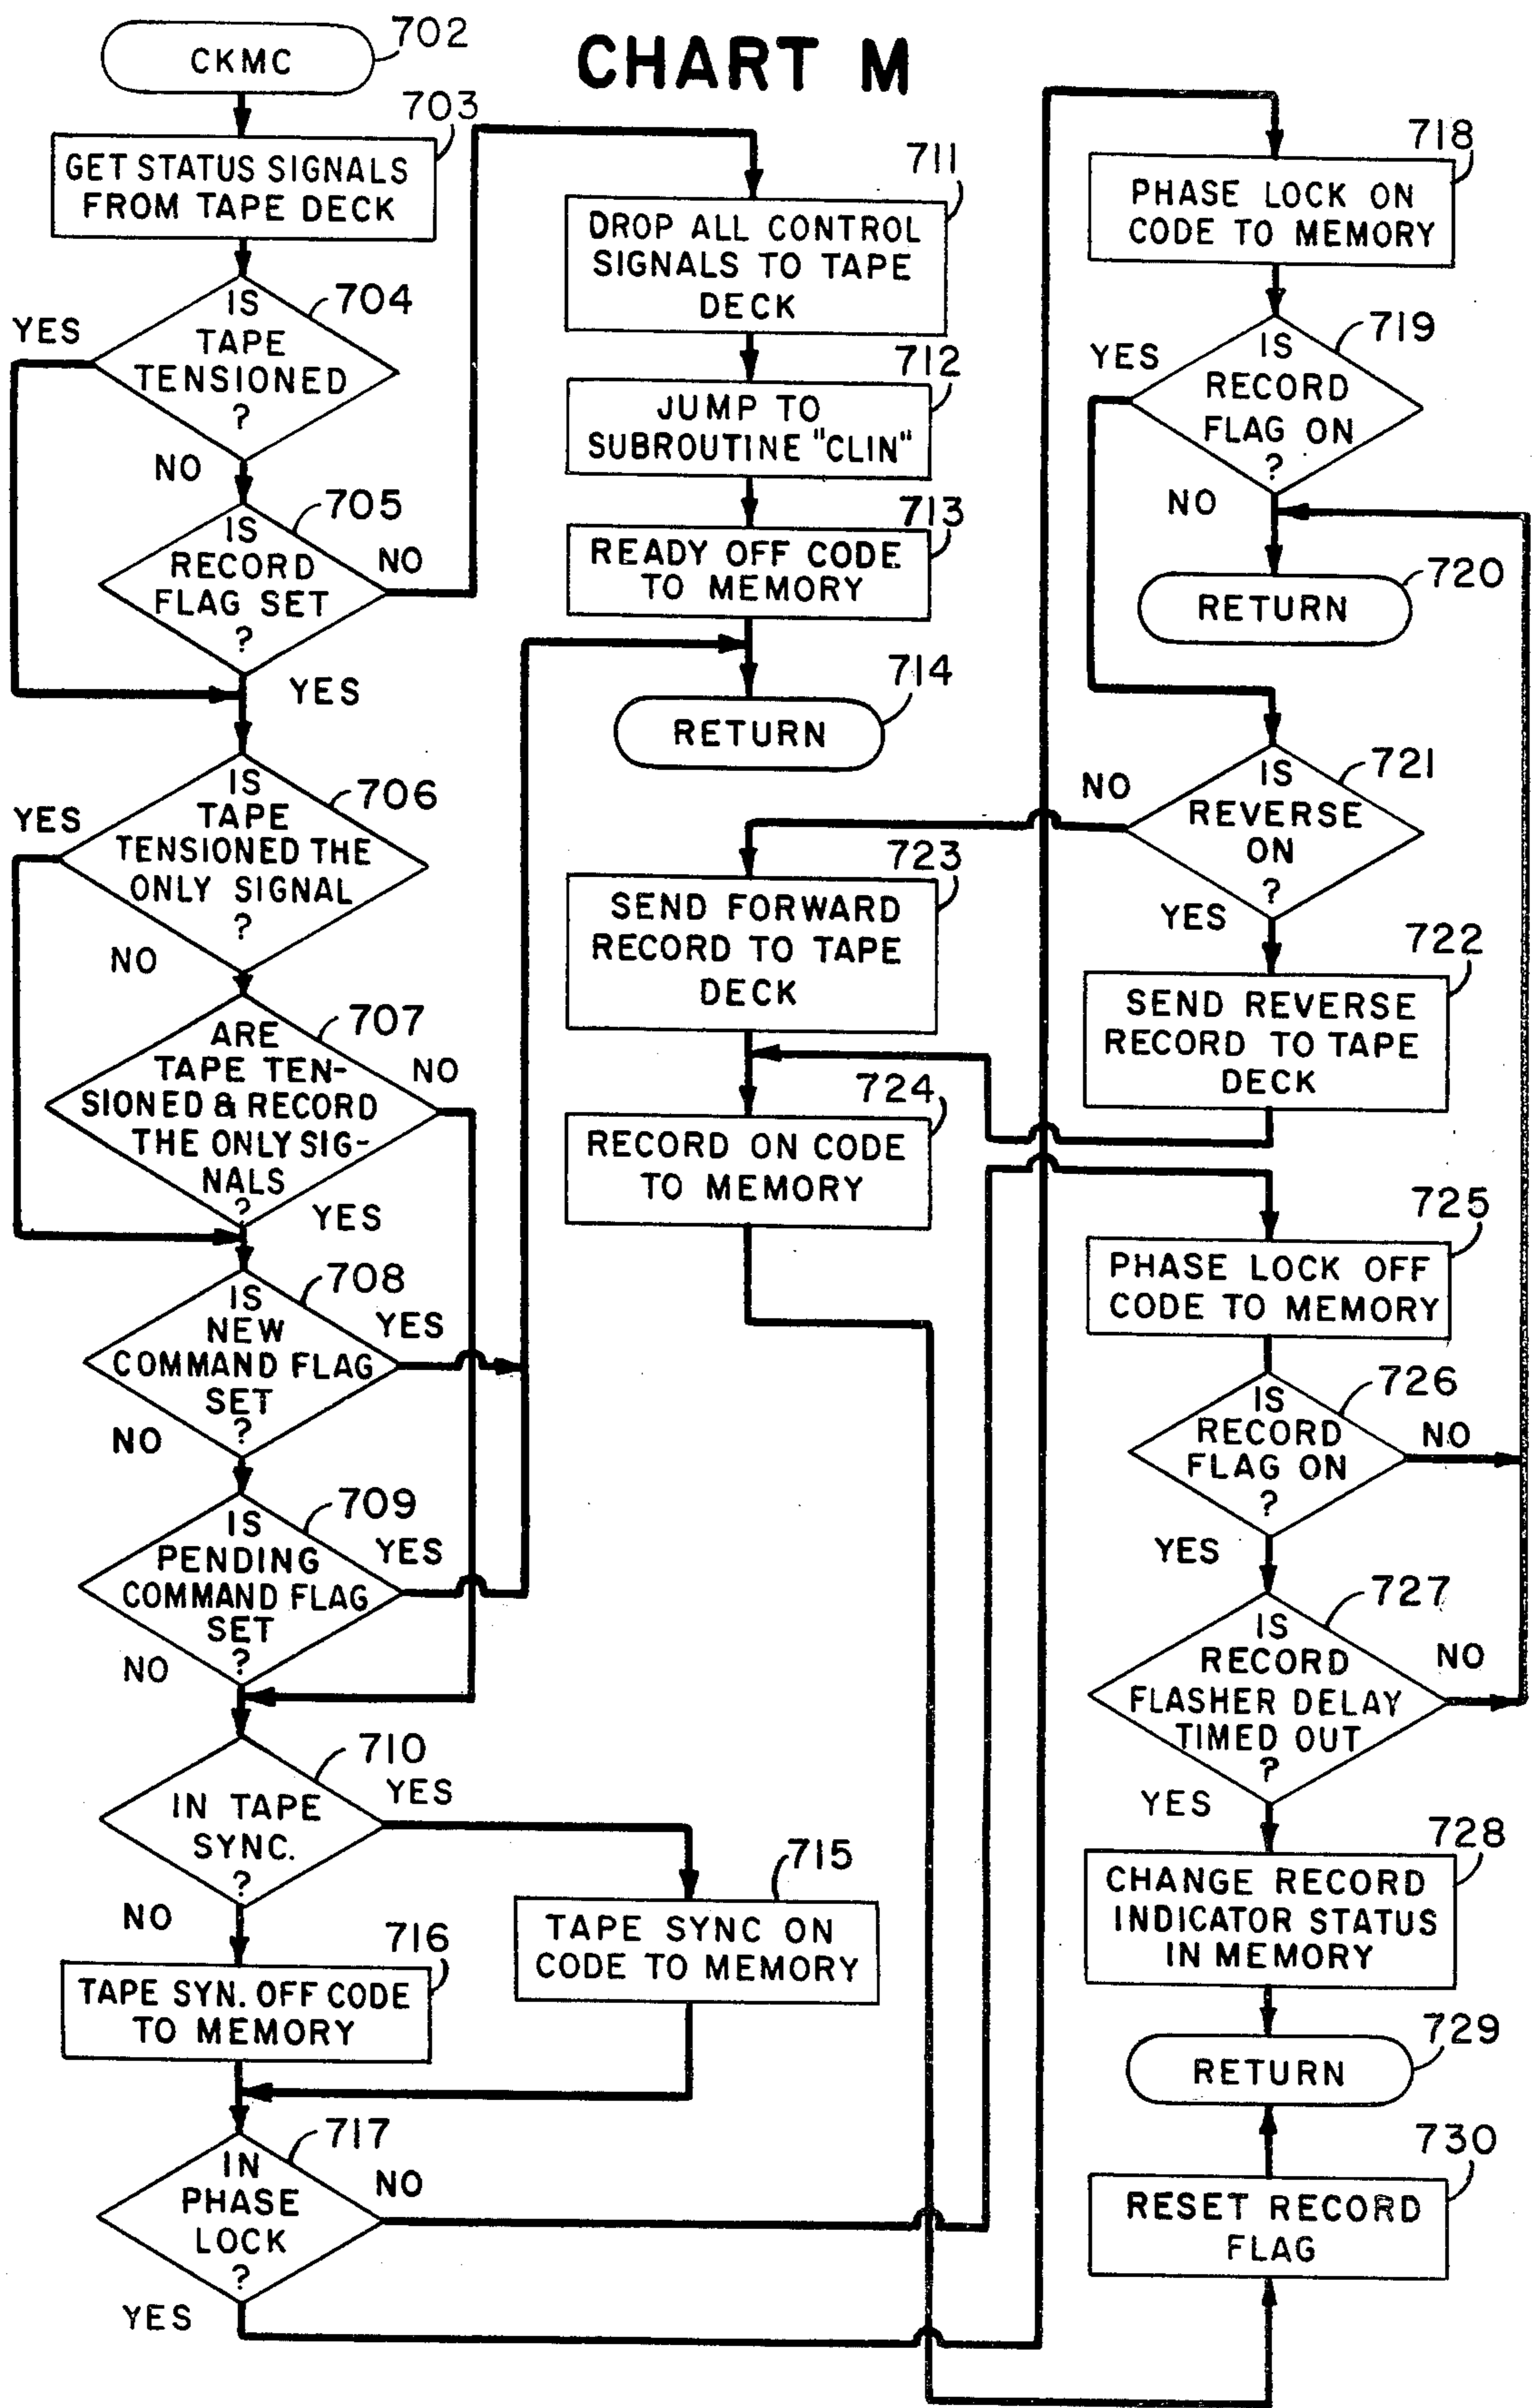 CHART M
702
CKMC
703
GET STATUS SIGNALS
FROM TAPE DECK
704
IS
TAPE
TENSIONED
?
YES
NO
705
IS
RECORD
FLAG SET
?
NO
YES
706
IS
TAPE
TENSIONED THE
ONLY SIGNAL
?
YES
NO
707
ARE
TAPE TEN-
SIONED & RECORD
THE ONLY SIG-
NALS
?
NO
YES
708
IS
NEW
COMMAND FLAG
SET
?
YES
NO
709
IS
PENDING
COMMAND FLAG
SET
?
YES
NO
710
IN TAPE
SYNC.
?
YES
NO
715
TAPE SYNC ON
CODE TO MEMORY
716
TAPE SYN. OFF CODE
TO MEMORY
717
IN
PHASE
LOCK
?
NO
YES
711
DROP ALL CONTROL
SIGNALS TO TAPE
DECK
712
JUMP TO
SUBROUTINE "CLIN"
713
READY OFF CODE
TO MEMORY
714
RETURN
723
SEND FORWARD
RECORD TO TAPE
DECK
724
RECORD ON CODE
TO MEMORY
718
PHASE LOCK ON
CODE TO MEMORY
719
IS
RECORD
FLAG ON
?
YES
NO
720
RETURN
721
IS
REVERSE
ON
?
NO
YES
722
SEND REVERSE
RECORD TO TAPE
DECK
725
PHASE LOCK OFF
CODE TO MEMORY
726
IS
RECORD
FLAG ON
?
NO
YES
727
IS
RECORD
FLASHER DELAY
TIMED OUT
?
NO
YES
728
CHANGE RECORD
INDICATOR STATUS
IN MEMORY
729
RETURN
730
RESET RECORD
FLAG